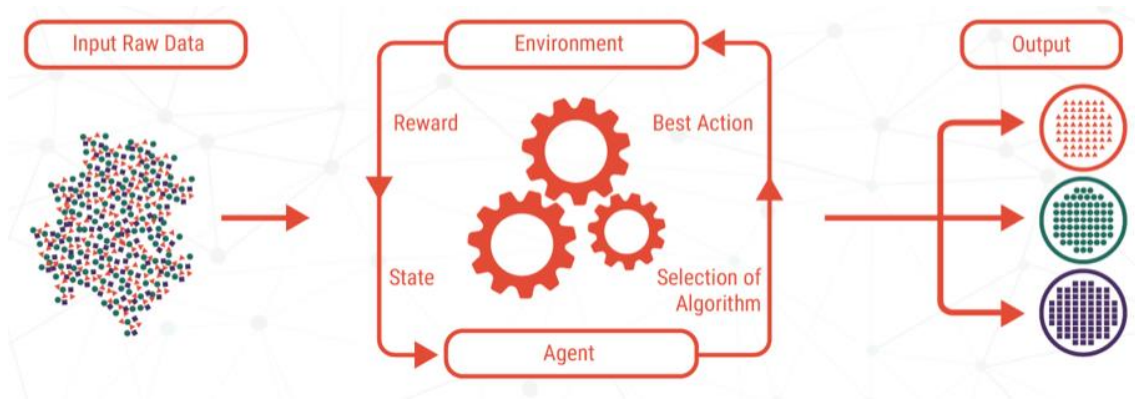 Input Raw Data
Environment
Output
Reward
Best Action
State
Selection of
Algorithm
Agent